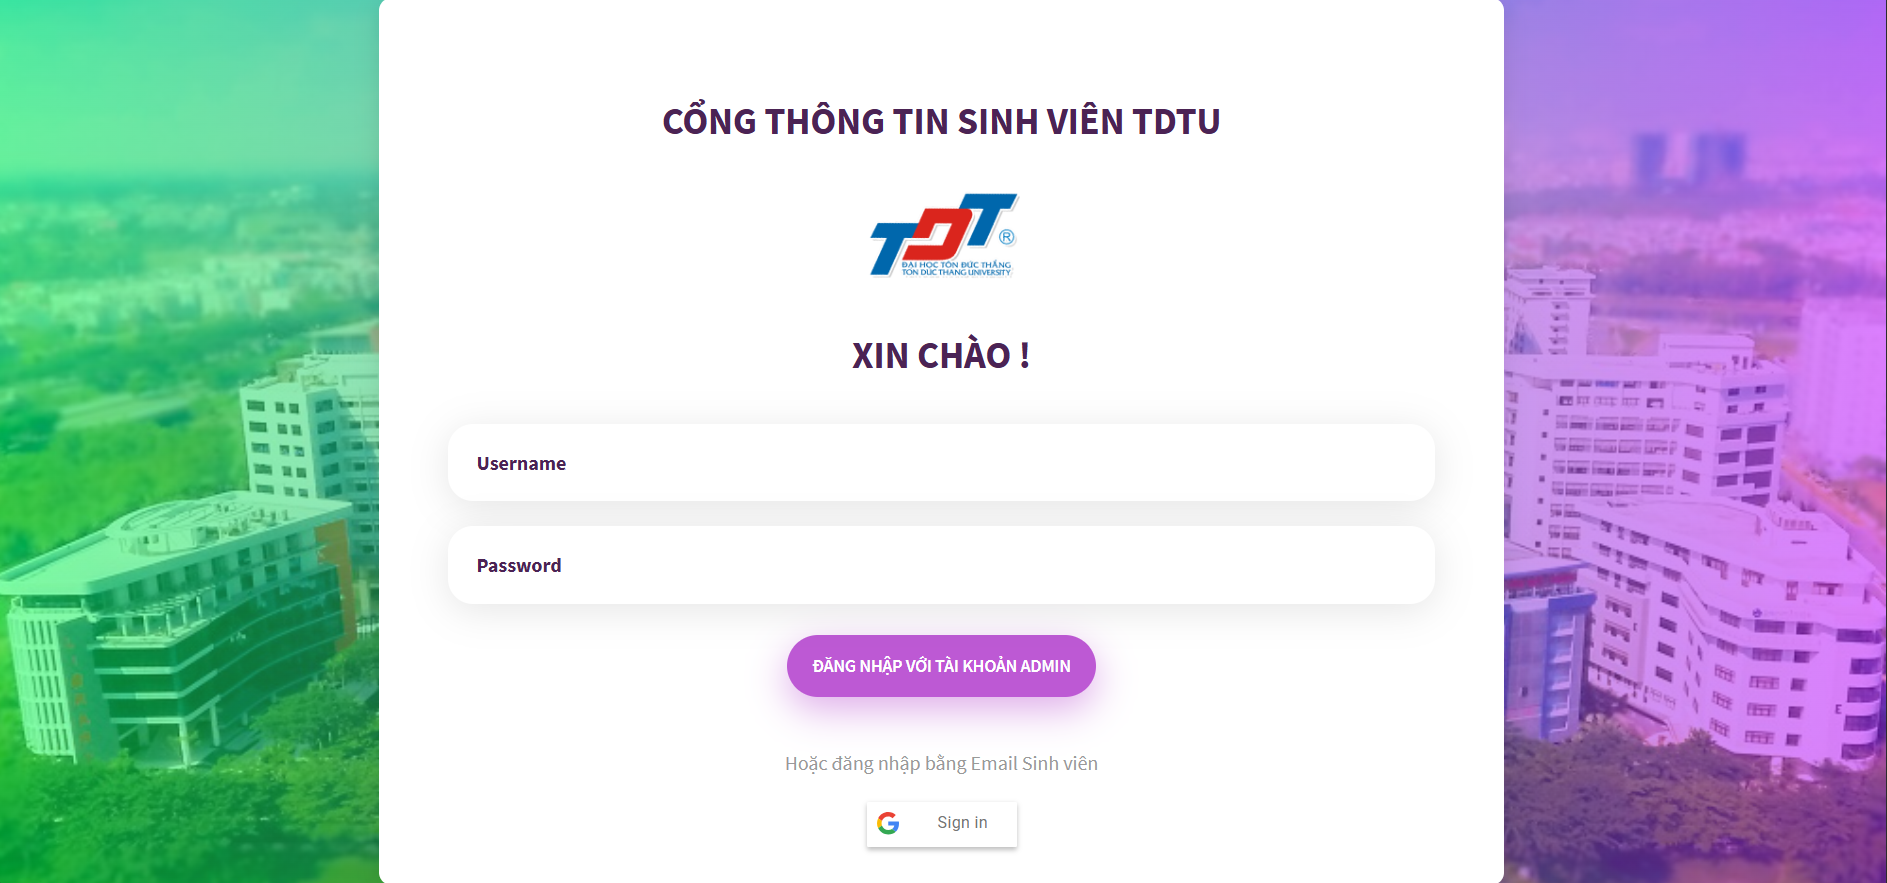 CỔNG THÔNG TIN SINH VIÊN TDTU
TDT ®
ĐẠI HỌC TÔN ĐỨC THẮNG
TON DUC THANG UNIVERSITY
XIN CHÀO !
Username
Password
ĐĂNG NHẬP VỚI TÀI KHOẢN ADMIN
Hoặc đăng nhập bằng Email Sinh viên
Sign in